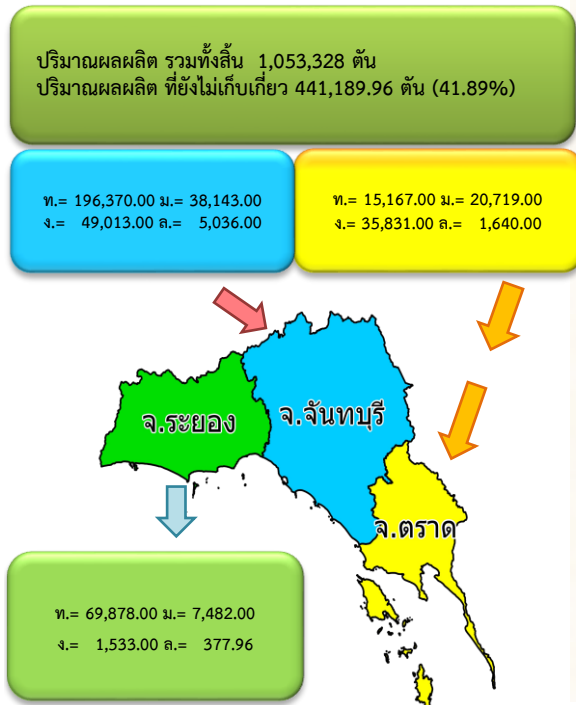 ปริมาณผลผลิต รวมทั้งสิ้น 1,053,328 ตัน
ปริมาณผลผลิต ที่ยังไม่เก็บเกี่ยว 441,189.96 ตัน (41.89%)
ท.= 196,370.00 ม.= 38,143.00
ง.= 49,013.00 ล.= 5,036.00
ท.= 15,167.00 ม.= 20,719.00
ง.= 35,831.00 ล.= 1,640.00
จ.ระยอง
จ.จันทบุรี
จ.ตราด
ท.= 69,878.00 ม.= 7,482.00
ง.= 1,533.00 ล.= 377.96